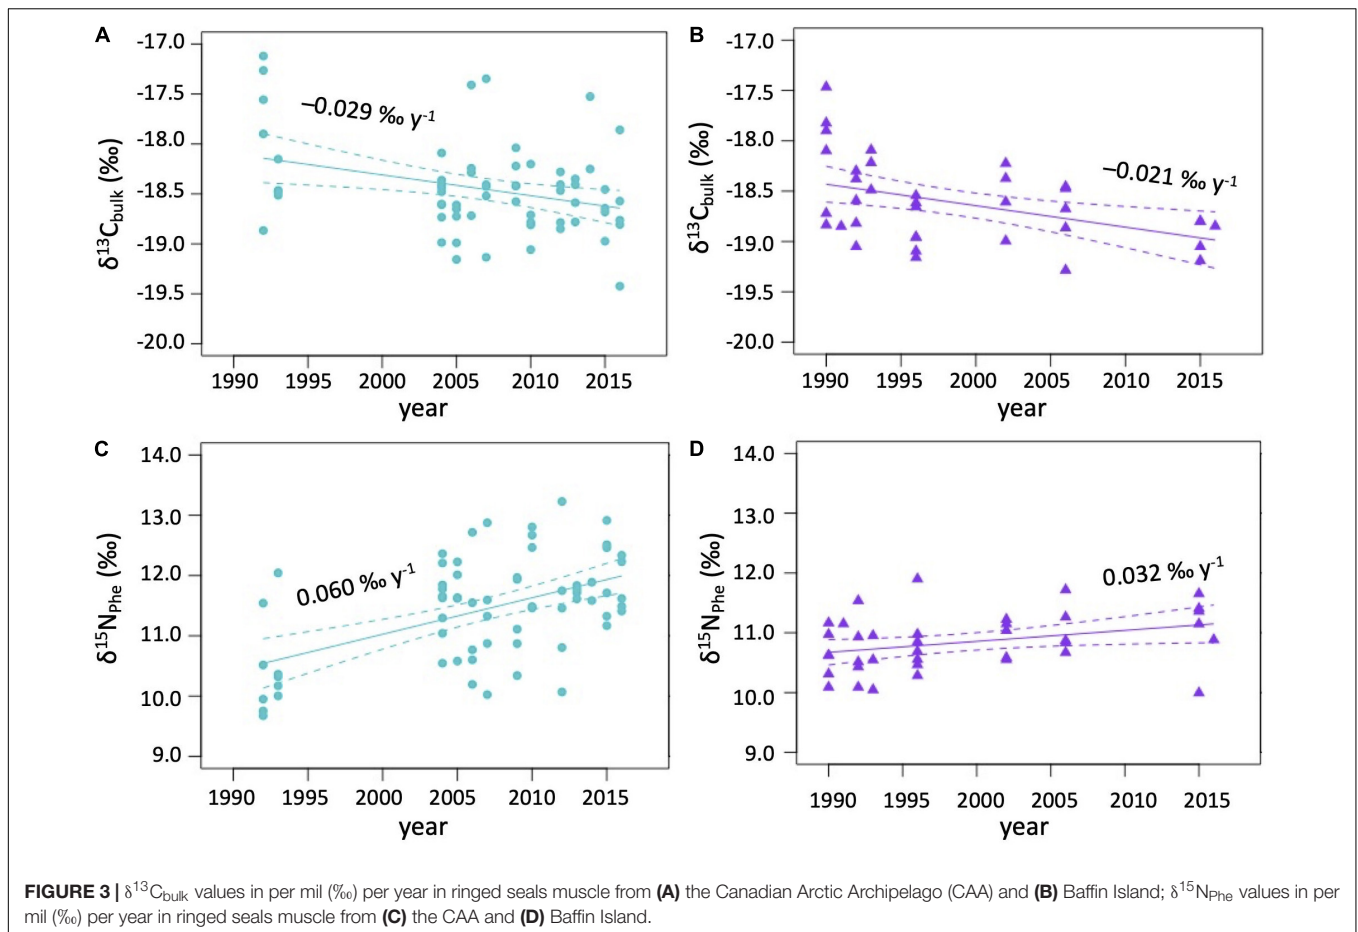 A
-17.0
-17.5
-18.0
-18.5
-19.0
-19.5
-20.0
δ¹³C_bulk (‰)
−0.029 ‰ y⁻¹
1990 1995 2000 2005 2010 2015
year
B
-17.0
-17.5
-18.0
-18.5
-19.0
-19.5
-20.0
δ¹³C_bulk (‰)
−0.021 ‰ y⁻¹
1990 1995 2000 2005 2010 2015
year
C
14.0
13.0
12.0
11.0
10.0
9.0
δ¹⁵N_Phe (‰)
0.060 ‰ y⁻¹
1990 1995 2000 2005 2010 2015
year
D
14.0
13.0
12.0
11.0
10.0
9.0
δ¹⁵N_Phe (‰)
0.032 ‰ y⁻¹
1990 1995 2000 2005 2010 2015
year
FIGURE 3 | δ¹³C_bulk values in per mil (‰) per year in ringed seals muscle from (A) the Canadian Arctic Archipelago (CAA) and (B) Baffin Island; δ¹⁵N_Phe values in per
mil (‰) per year in ringed seals muscle from (C) the CAA and (D) Baffin Island.